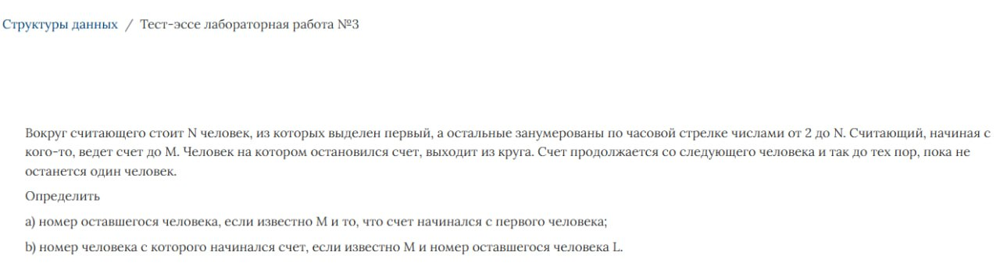 Структуры данных / Тест-эссе лабораторная работа №3
Вокруг считающего стоит N человек, из которых выделен первый, а остальные занумерованы по часовой стрелке числами от 2 до N. Считающий, начиная с
кого-то, ведет счет до M. Человек на котором остановился счет, выходит из круга. Счет продолжается со следующего человека и так до тех пор, пока не
останется один человек.
Определить
a) номер оставшегося человека, если известно M и то, что счет начинался с первого человека;
b) номер человека с которого начинался счет, если известно M и номер оставшегося человека L.